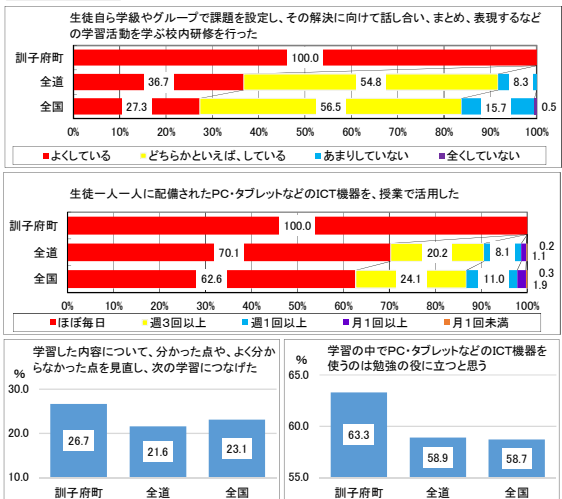 生徒自ら学級やグループで課題を設定し、その解決に向けて話し合い、まとめ、表現するなど
の学習活動を学ぶ校内研修を行った
訓子府町 100.0
全道 36.7 54.8 8.3
全国 27.3 56.5 15.7 0.5
0% 10% 20% 30% 40% 50% 60% 70% 80% 90% 100%
■よくしている ■どちらかといえば、している ■あまりしていない ■全くしていない
生徒一人一人に配備されたPC・タブレットなどのICT機器を、授業で活用した
訓子府町 100.0
全道 70.1 20.2 8.1 1.1 0.2
全国 62.6 24.1 11.0 1.9 0.3
0% 10% 20% 30% 40% 50% 60% 70% 80% 90% 100%
■ほぼ毎日 ■週3回以上 ■週1回以上 ■月1回以上 ■月1回未満
学習した内容について、分かった点や、よく分か
らなかった点を見直し、次の学習につなげた
%
30.0
20.0
10.0
26.7 21.6 23.1
訓子府町 全道 全国
学習の中でPC・タブレットなどのICT機器を
使うのは勉強の役に立つと思う
%
65.0
60.0
55.0
63.3 58.9 58.7
訓子府町 全道 全国